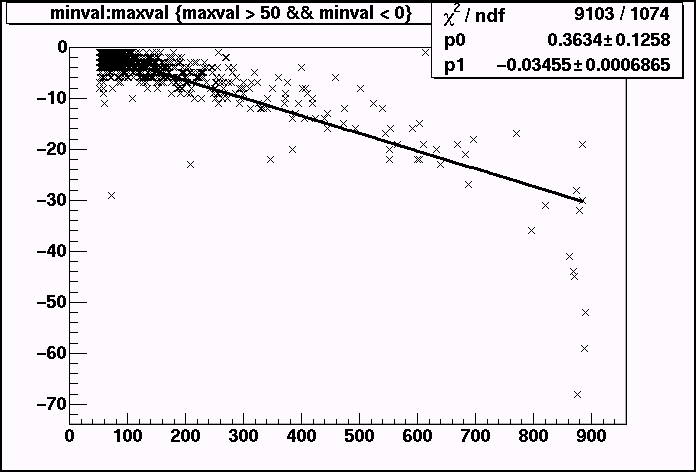 minval:maxval {maxval > 50 && minval < 0}
χ² / ndf 9103 / 1074
p0 0.3634± 0.1258
p1 −0.03455± 0.0006865
0
−10
−20
−30
−40
−50
−60
−70
0 100 200 300 400 500 600 700 800 900